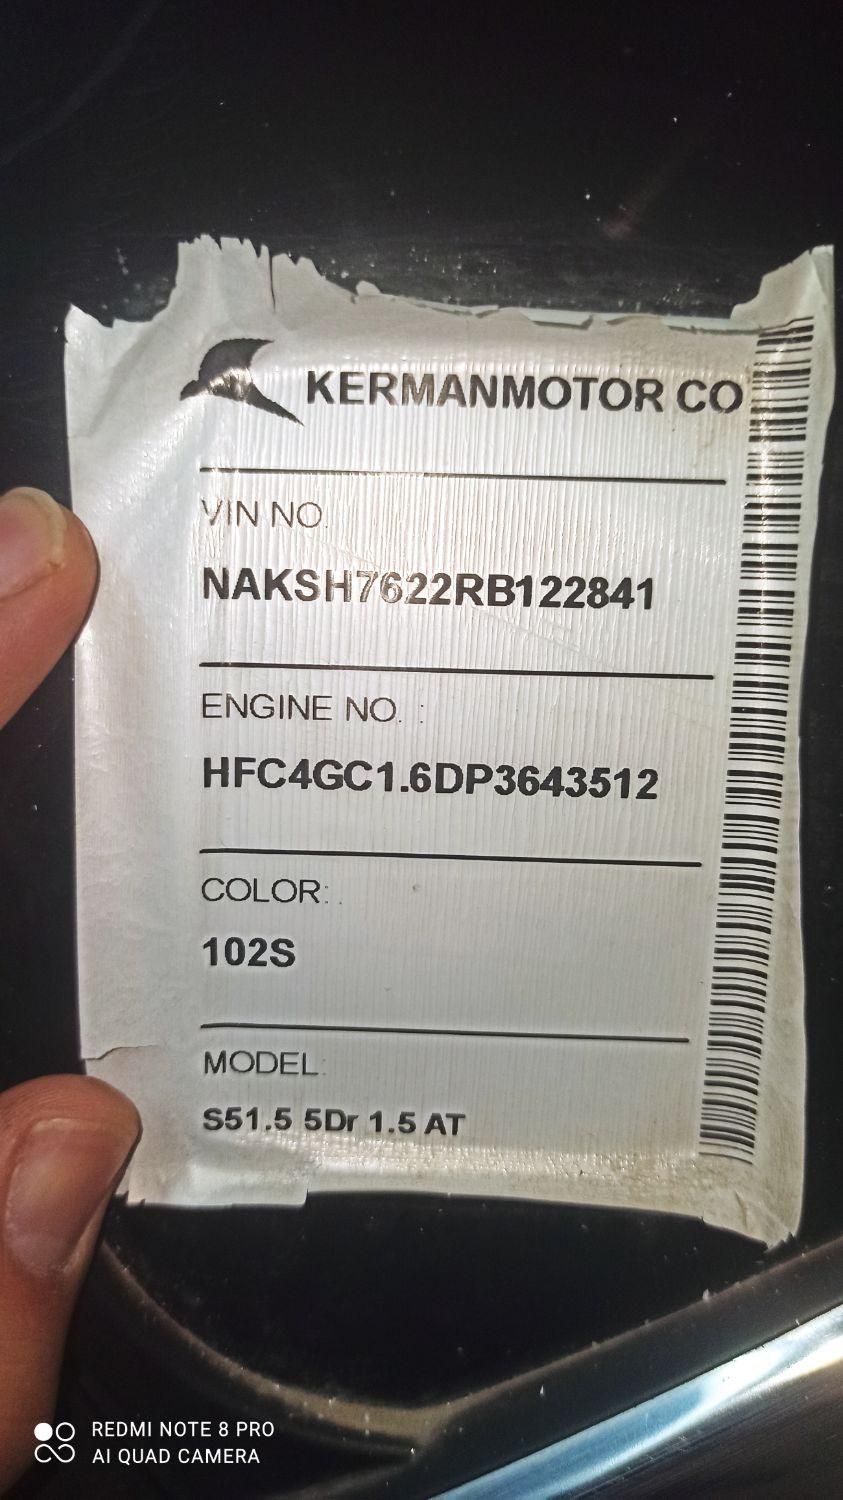 KERMANMOTOR CO
VIN NO.
NAKSH7622RB122841
ENGINE NO. :
HFC4GC1.6DP3643512
COLOR: .
102S
MODEL:
S51.5 5Dr 1.5 AT
REDMI NOTE 8 PRO
AI QUAD CAMERA